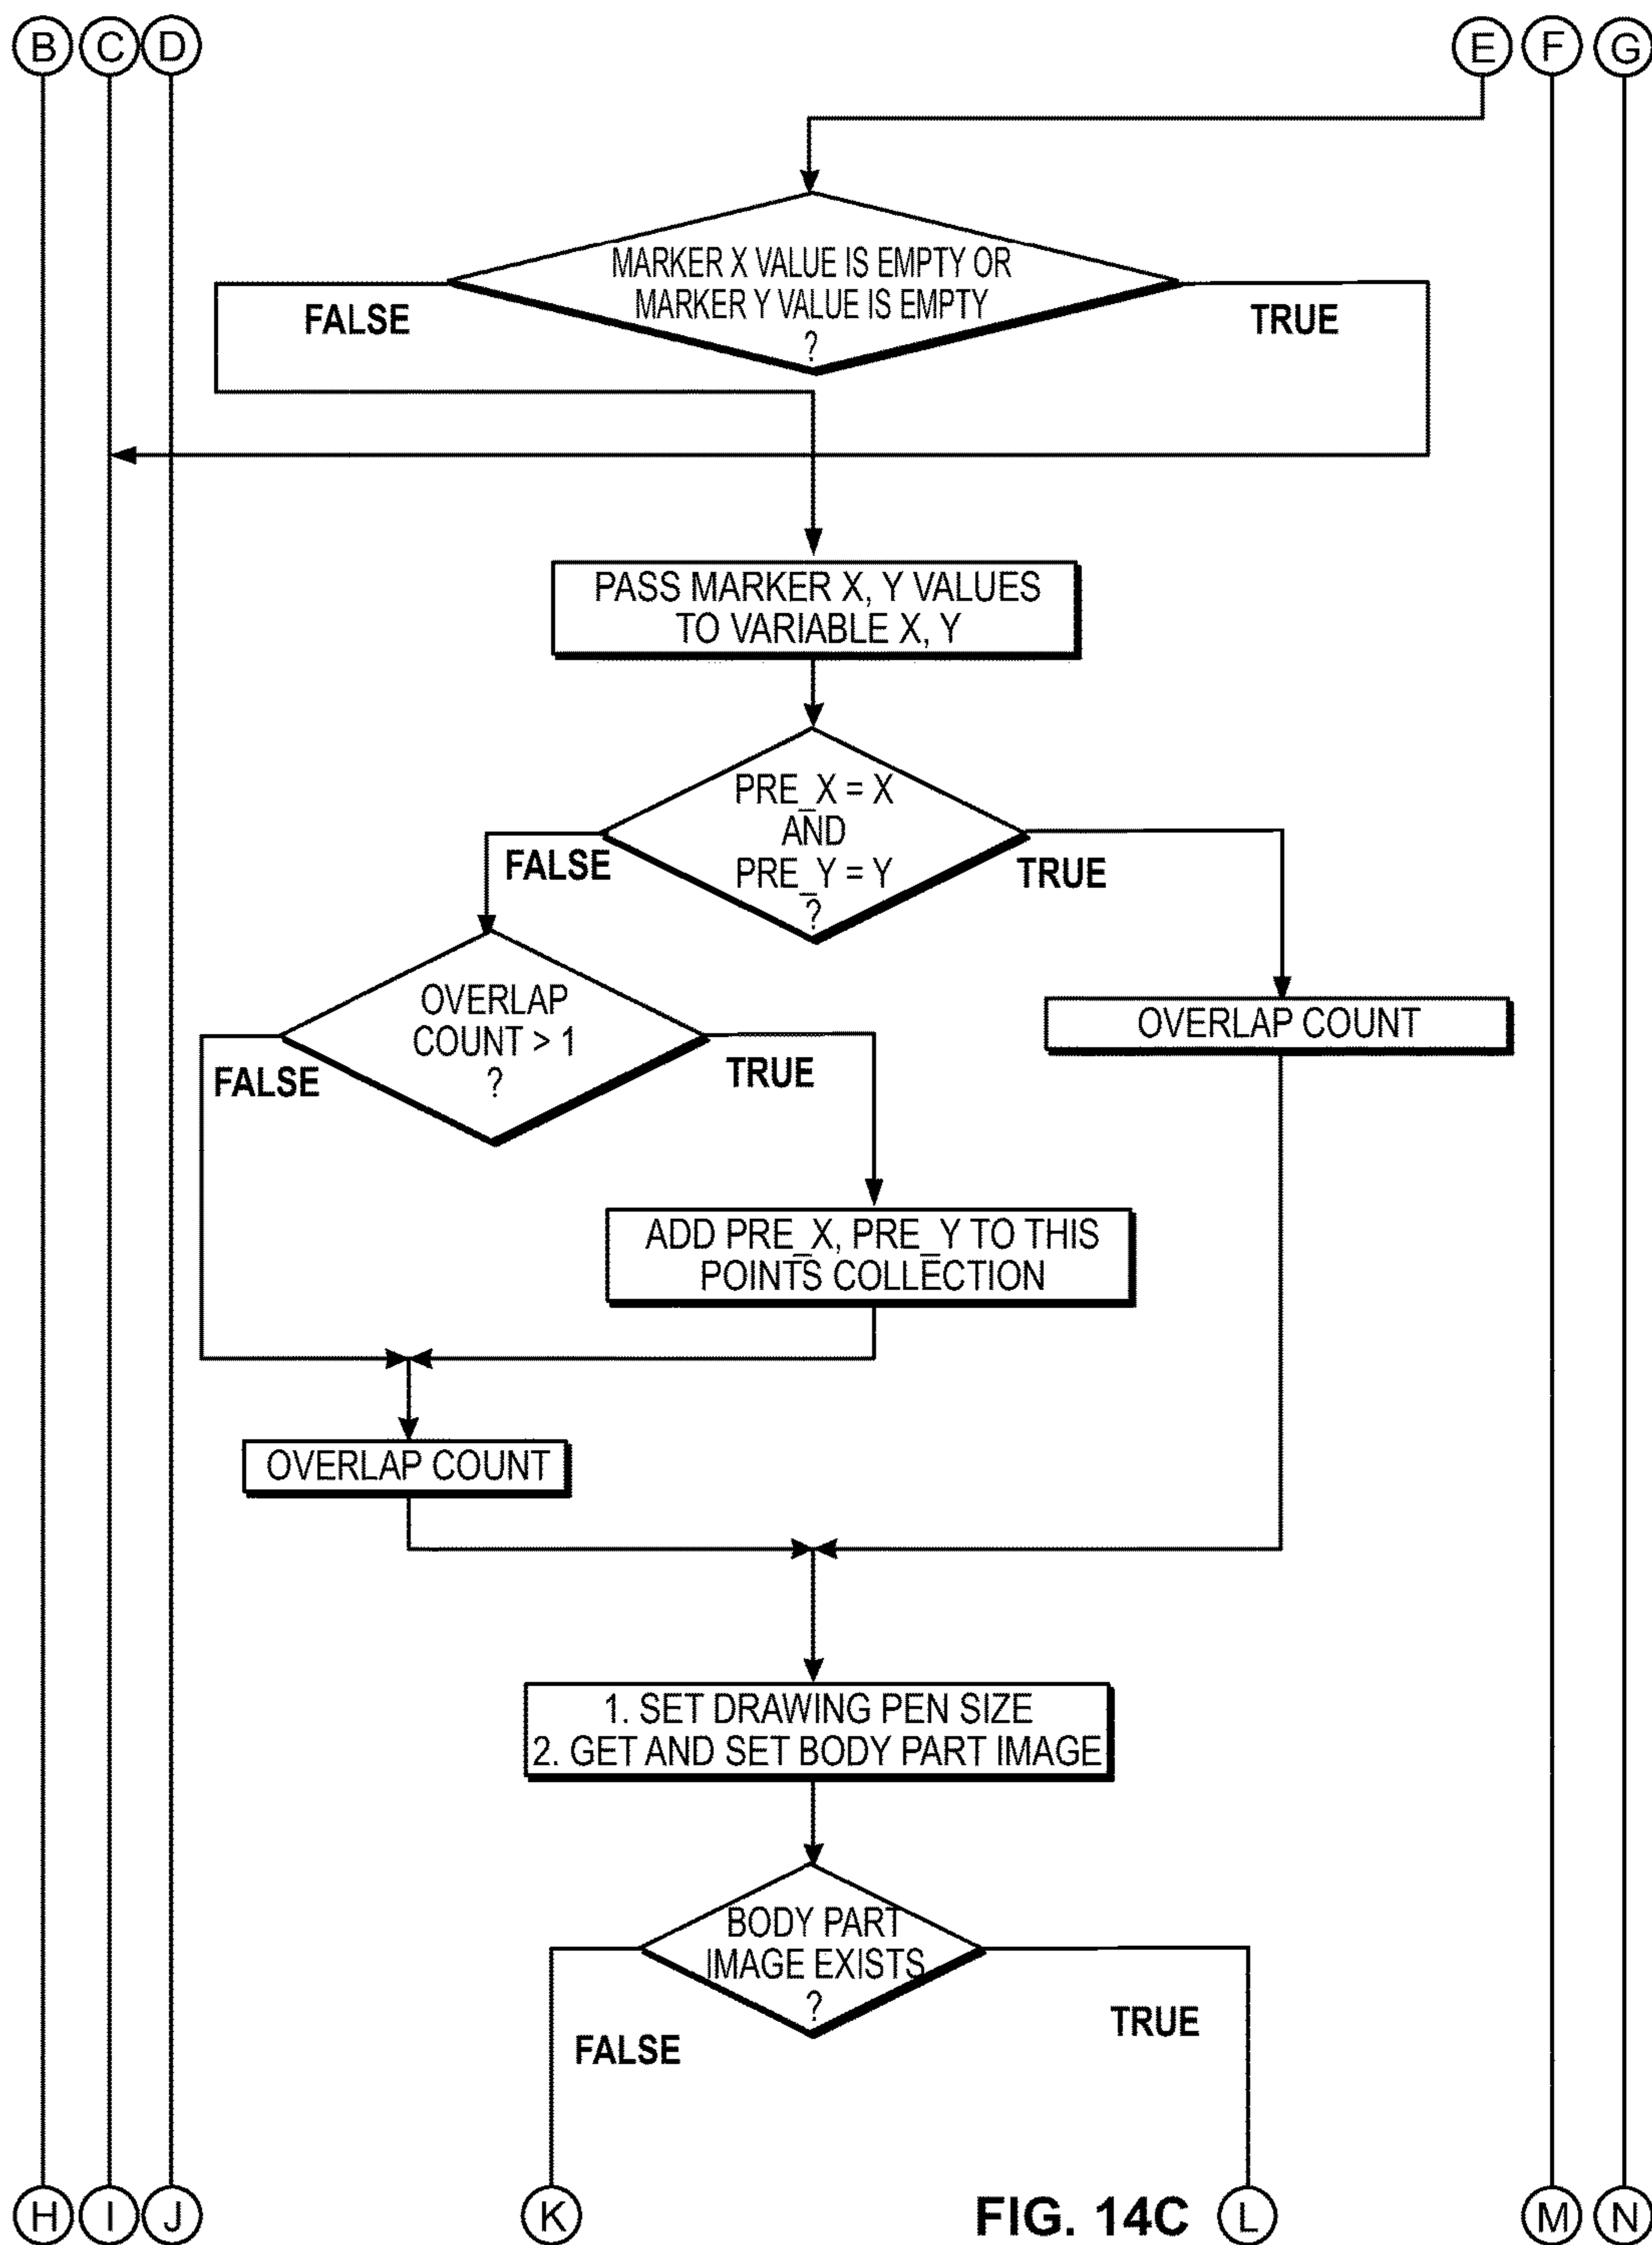 B C D E F G
MARKER X VALUE IS EMPTY OR
MARKER Y VALUE IS EMPTY
?
FALSE
TRUE
PASS MARKER X, Y VALUES
TO VARIABLE X, Y
PRE_X = X
AND
PRE_Y = Y
?
FALSE
TRUE
OVERLAP
COUNT > 1
?
FALSE
TRUE
OVERLAP COUNT
ADD PRE_X, PRE_Y TO THIS
POINTS COLLECTION
OVERLAP COUNT
1. SET DRAWING PEN SIZE
2. GET AND SET BODY PART IMAGE
BODY PART
IMAGE EXISTS
?
FALSE
TRUE
H I J K FIG. 14C L M N